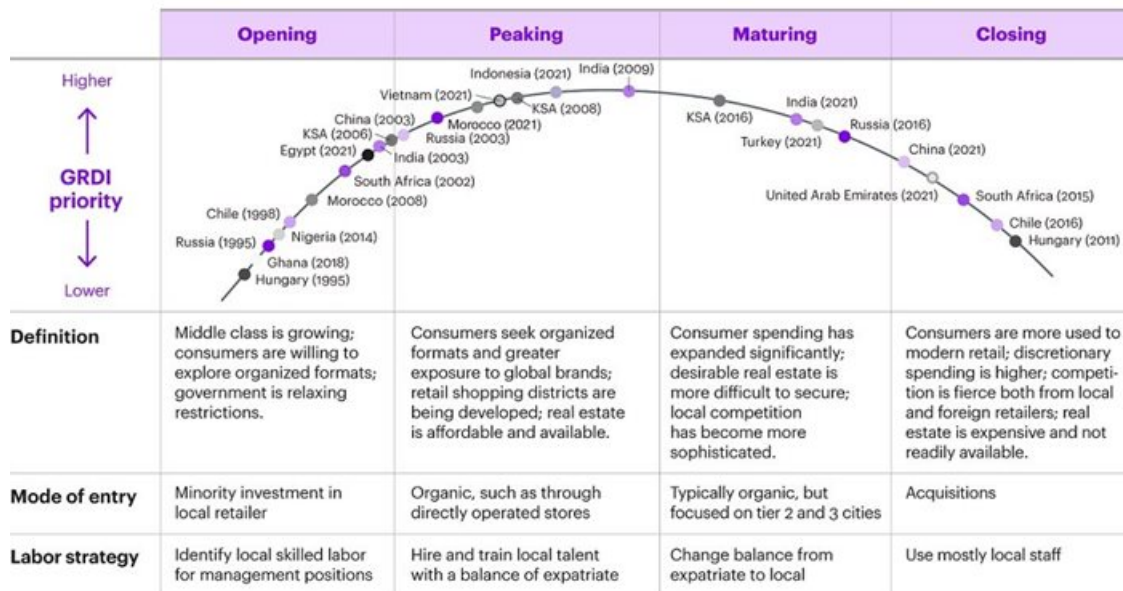 Opening Peaking Maturing Closing
Higher
GRDI
priority
Lower
India (2009)
Indonesia (2021)
Vietnam (2021)
KSA (2008)
China (2003)
Morocco (2021)
KSA (2006)
Russia (2003)
Egypt (2021)
India (2003)
South Africa (2002)
Morocco (2008)
Chile (1998)
Nigeria (2014)
Russia (1995)
Ghana (2018)
Hungary (1995)
KSA (2016)
India (2021)
Turkey (2021)
Russia (2016)
China (2021)
United Arab Emirates (2021)
South Africa (2015)
Chile (2016)
Hungary (2011)
Definition
Middle class is growing;
consumers are willing to
explore organized formats;
government is relaxing
restrictions.
Consumers seek organized
formats and greater
exposure to global brands;
retail shopping districts are
being developed; real estate
is affordable and available.
Consumer spending has
expanded significantly;
desirable real estate is
is more difficult to secure;
local competition
has become more
sophisticated.
Consumers are more used to
modern retail; discretionary
spending is higher; competi-
tion is fierce both from local
and foreign retailers; real
estate is expensive and not
readily available.
Mode of entry
Minority investment in
local retailer
Organic, such as through
directly operated stores
Typically organic, but
focused on tier 2 and 3 cities
Acquisitions
Labor strategy
Identify local skilled labor
for management positions
Hire and train local talent
with a balance of expatriate
Change balance from
expatriate to local
Use mostly local staff